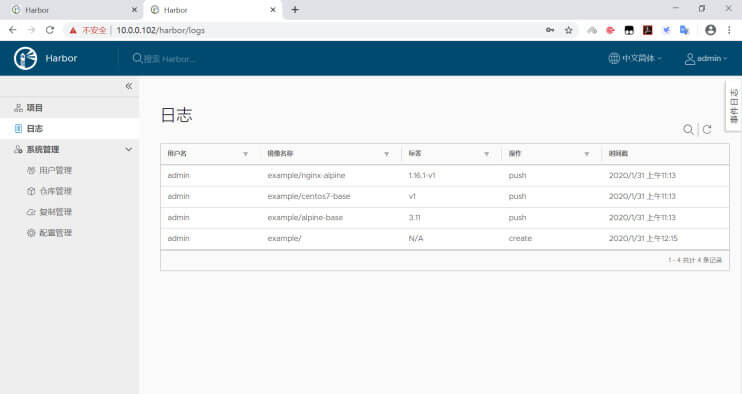 Harbor
Harbor
不安全 | 10.0.0.102/harbor/logs
Harbor
搜索 Harbor...
中文简体
admin
事件日志
项目
日志
系统管理
用户管理
仓库管理
复制管理
配置管理
日志
用户名 镜像名称 标签 操作 时间戳
admin example/nginx-alpine 1.16.1-v1 push 2020/1/31 上午11:13
admin example/centos7-base v1 push 2020/1/31 上午11:13
admin example/alpine-base 3.11 push 2020/1/31 上午11:13
admin example/ N/A create 2020/1/31 上午12:15
1 - 4 共计 4 条记录